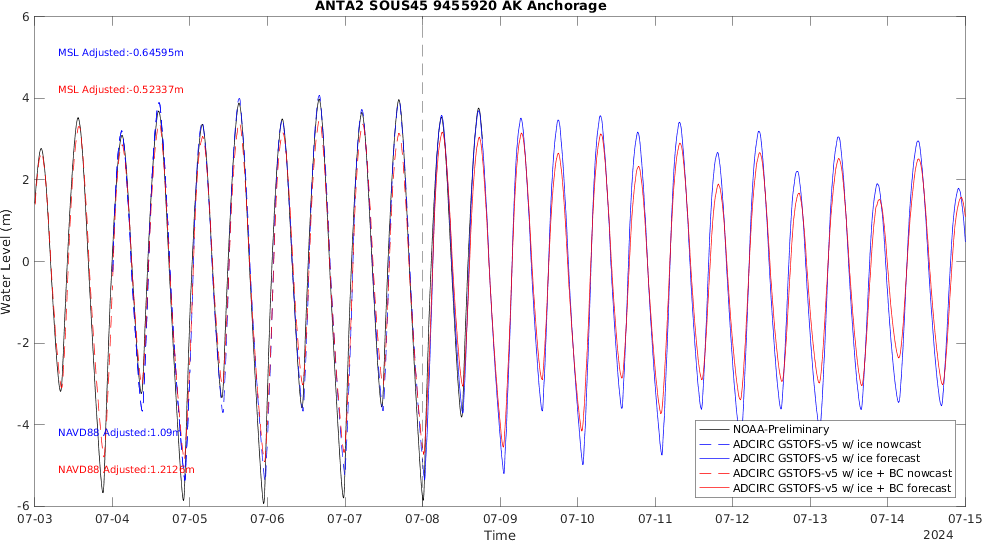 ANTA2 SOUS45 9455920 AK Anchorage
6
MSL Adjusted:-0.64595m
4
MSL Adjusted:-0.52337m
2
Water Level (m)
0
-2
-4
NAVD88 Adjusted:1.09m
NAVD88 Adjusted:1.2126m
-6
NOAA-Preliminary
ADCIRC GSTOFS-v5 w/ ice nowcast
ADCIRC GSTOFS-v5 w/ ice forecast
ADCIRC GSTOFS-v5 w/ ice + BC nowcast
ADCIRC GSTOFS-v5 w/ ice + BC forecast
07-03 07-04 07-05 07-06 07-07 07-08 07-09 07-10 07-11 07-12 07-13 07-14 07-15
Time
2024